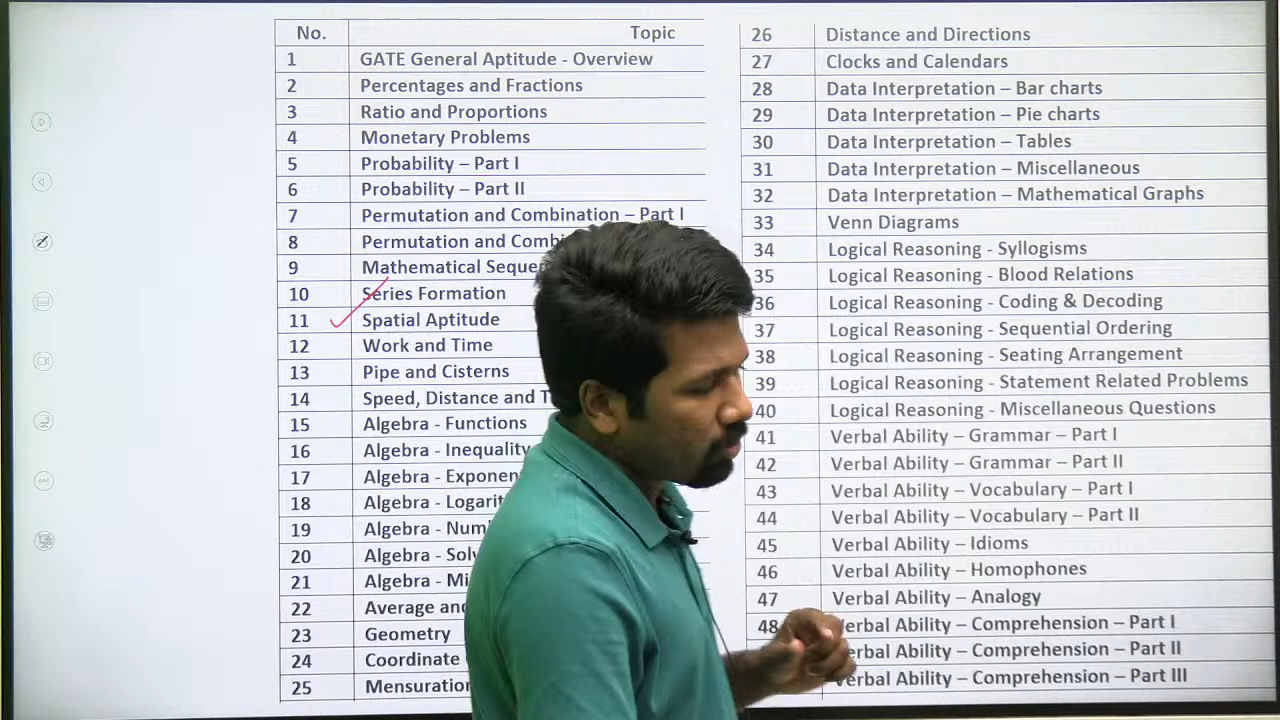 No. Topic
1 GATE General Aptitude - Overview
2 Percentages and Fractions
3 Ratio and Proportions
4 Monetary Problems
5 Probability – Part I
6 Probability – Part II
7 Permutation and Combination – Part I
8 Permutation and
9 Mathematical
10 Series Formation
11 Spatial Aptitude
12 Work and Time
13 Pipe and Cisterns
14 Speed, Distance and
15 Algebra - Functions
16 Algebra - Inequality
17 Algebra -
18 Algebra -
19 Algebra -
20 Algebra -
21 Algebra -
22 Average
23 Geometry
24 Coordinate
25 Mensuration
26 Distance and Directions
27 Clocks and Calendars
28 Data Interpretation – Bar charts
29 Data Interpretation – Pie charts
30 Data Interpretation – Tables
31 Data Interpretation – Miscellaneous
32 Data Interpretation – Mathematical Graphs
33 Venn Diagrams
34 Logical Reasoning - Syllogisms
35 Logical Reasoning - Blood Relations
36 Logical Reasoning - Coding & Decoding
37 Logical Reasoning - Sequential Ordering
38 Logical Reasoning - Seating Arrangement
39 Logical Reasoning - Statement Related Problems
40 Logical Reasoning - Miscellaneous Questions
41 Verbal Ability – Grammar – Part I
42 Verbal Ability – Grammar – Part II
43 Verbal Ability – Vocabulary – Part I
44 Verbal Ability – Vocabulary – Part II
45 Verbal Ability – Idioms
46 Verbal Ability – Homophones
47 Verbal Ability – Analogy
48 Verbal Ability – Comprehension – Part I
Verbal Ability – Comprehension – Part II
Verbal Ability – Comprehension – Part III